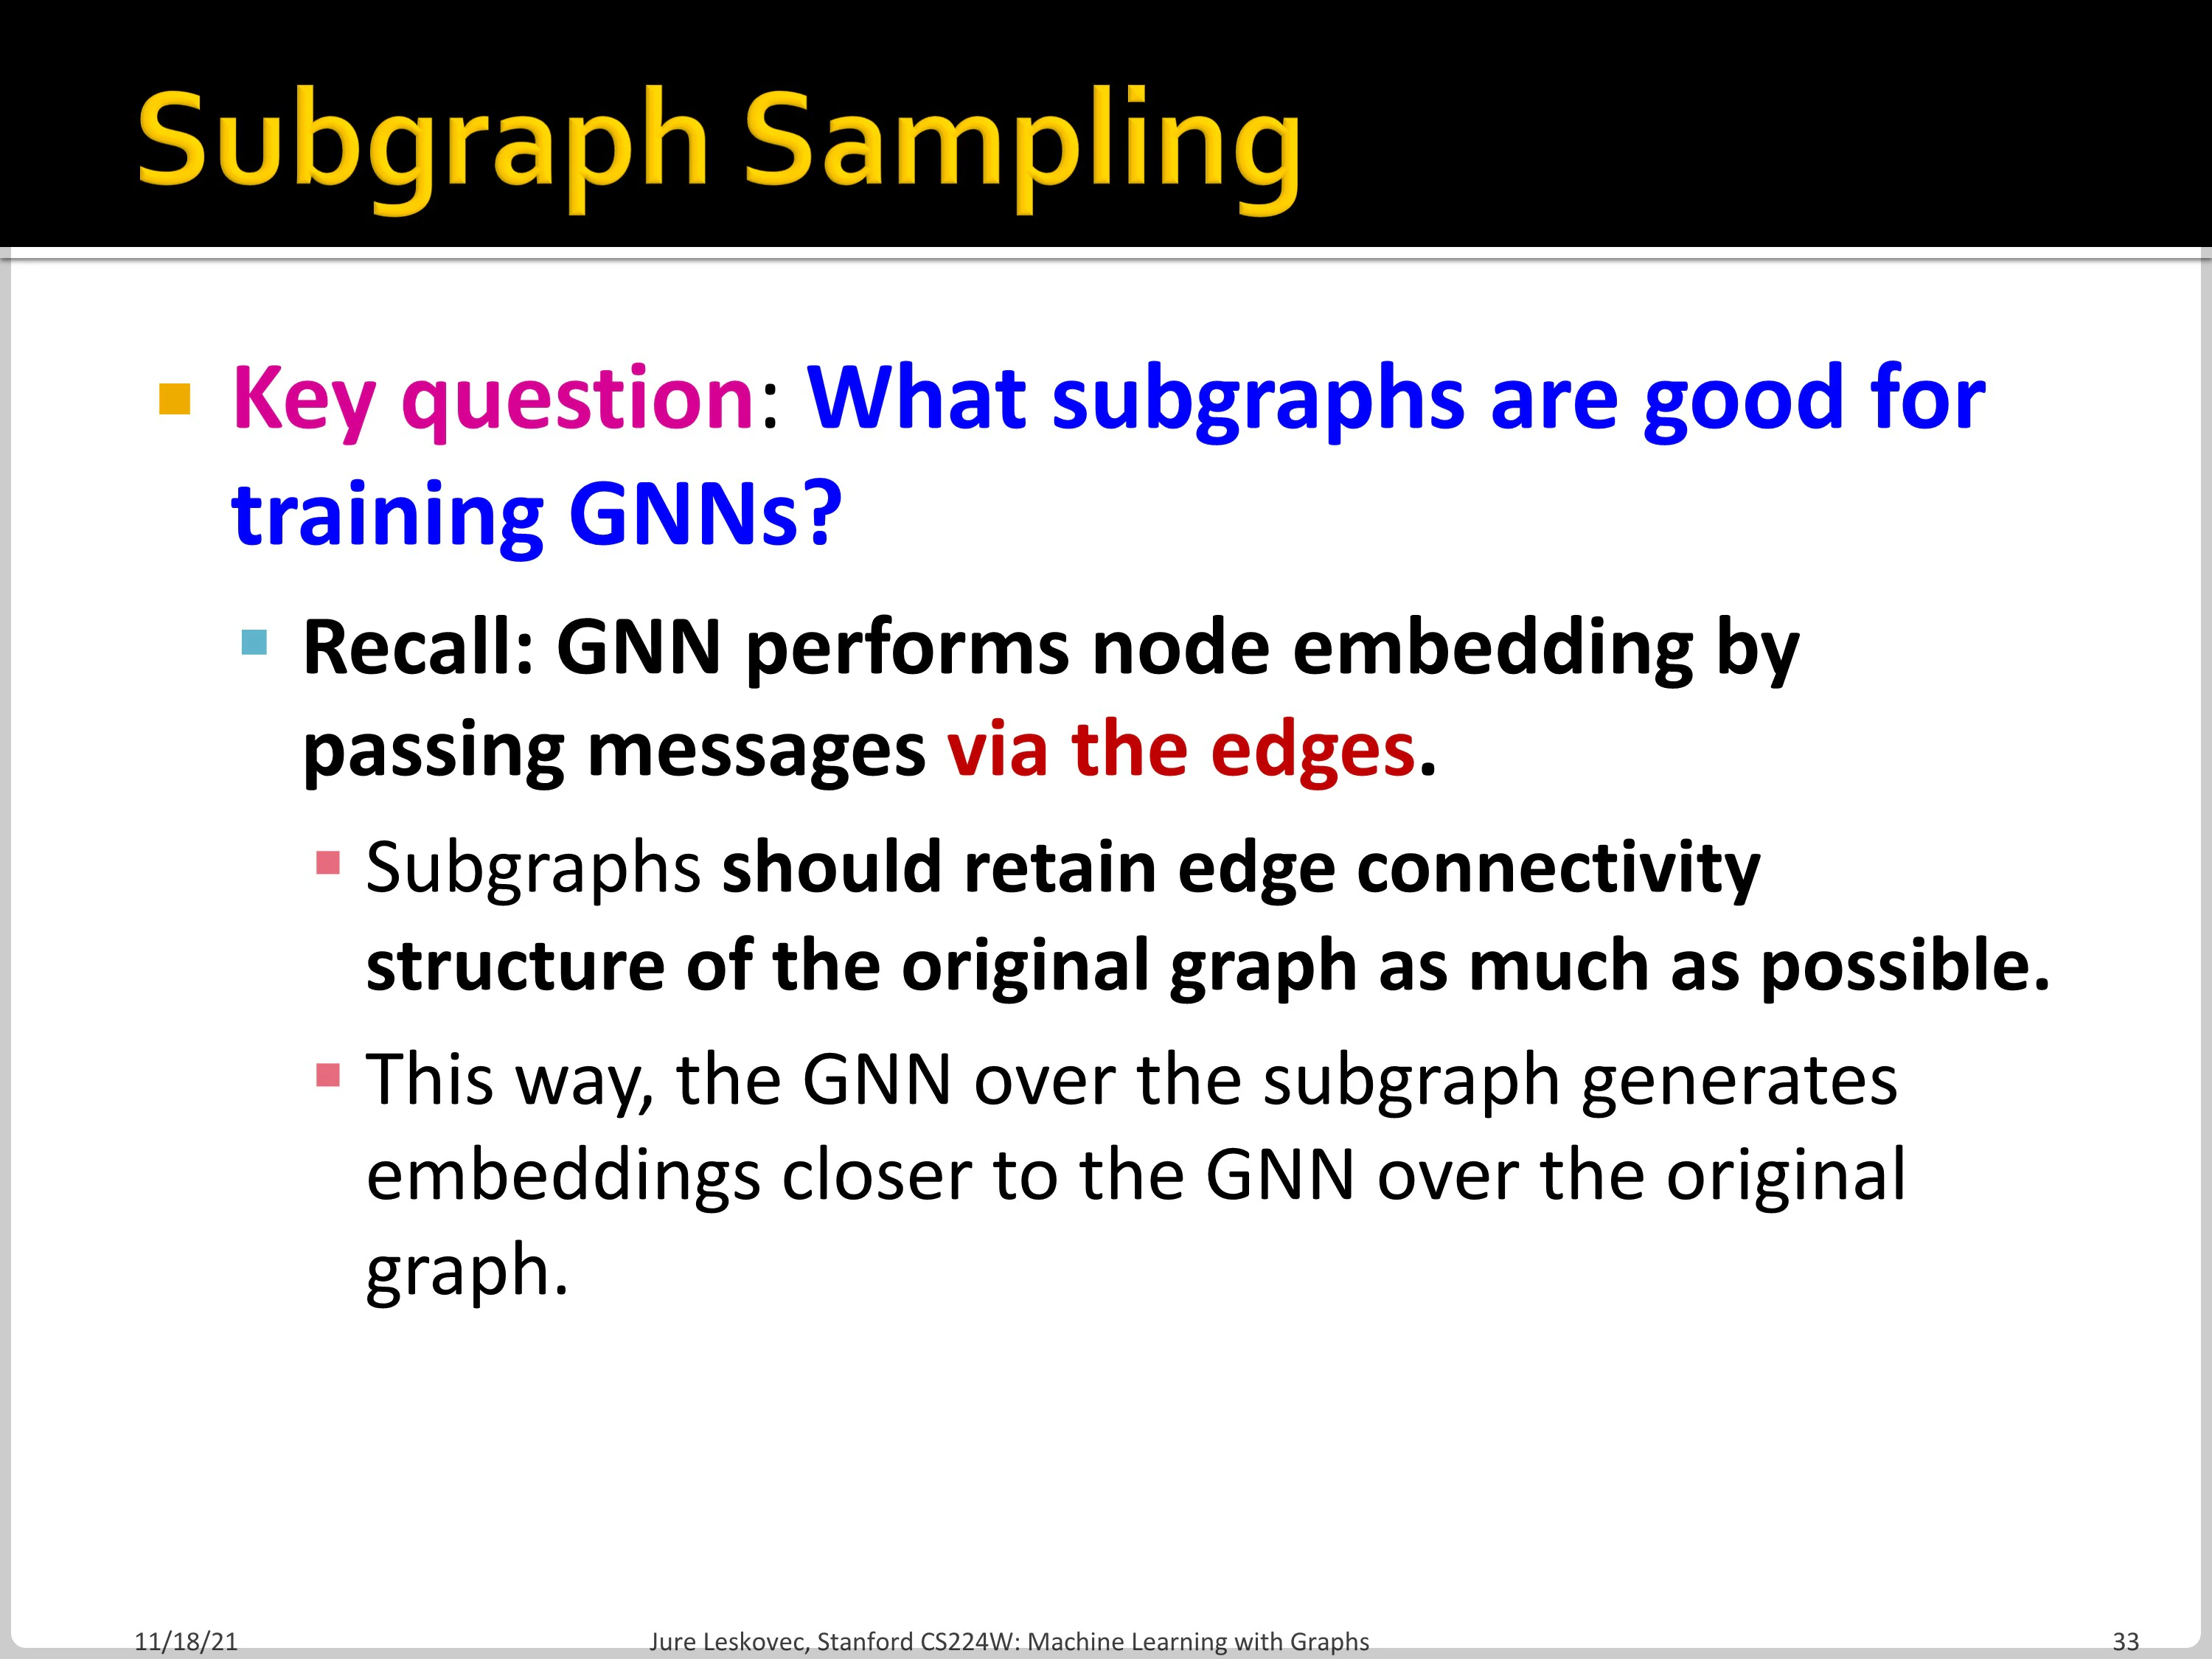 Subgraph Sampling
Key question: What subgraphs are good for
training GNNs?
Recall: GNN performs node embedding by
passing messages via the edges.
Subgraphs should retain edge connectivity
structure of the original graph as much as possible.
This way, the GNN over the subgraph generates
embeddings closer to the GNN over the original
graph.
11/18/21
Jure Leskovec, Stanford CS224W: Machine Learning with Graphs
33